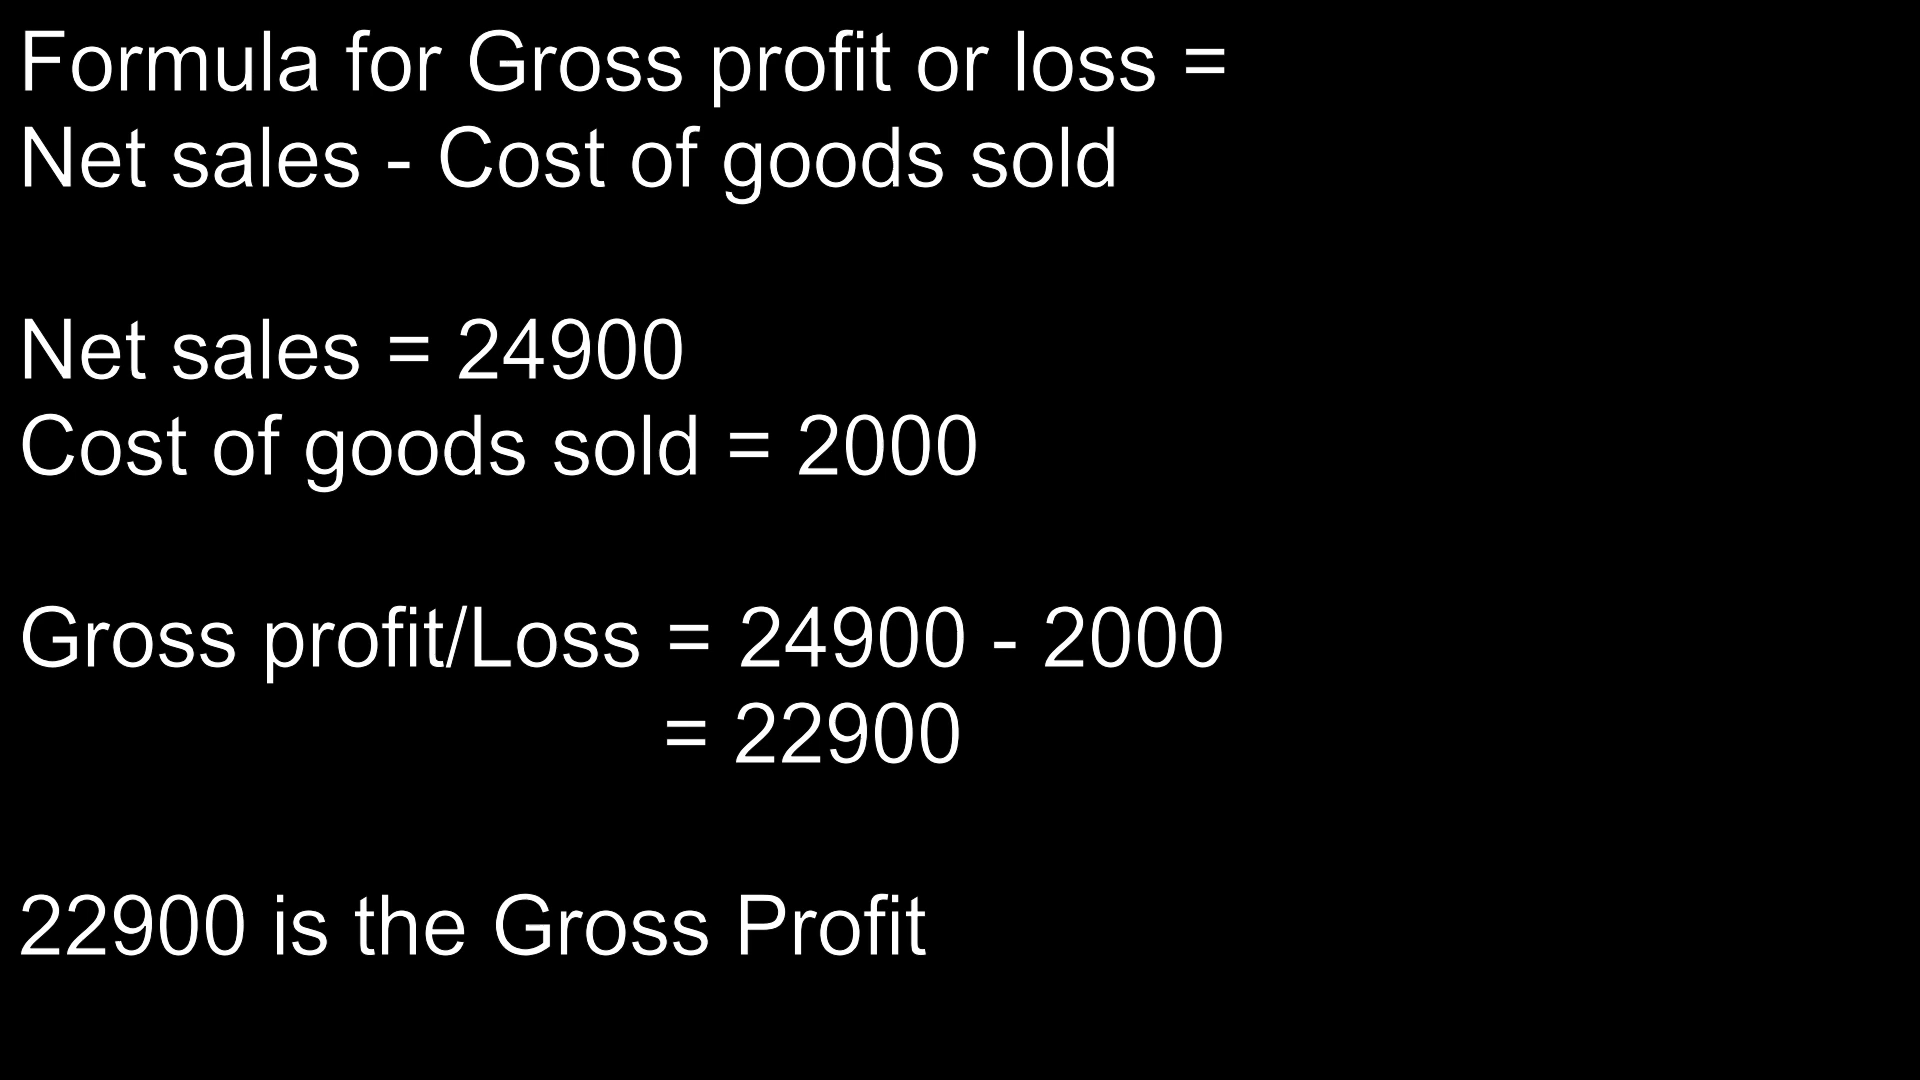 Formula for Gross profit or loss =
Net sales - Cost of goods sold
Net sales = 24900
Cost of goods sold = 2000
Gross profit/Loss = 24900 - 2000
= 22900
22900 is the Gross Profit